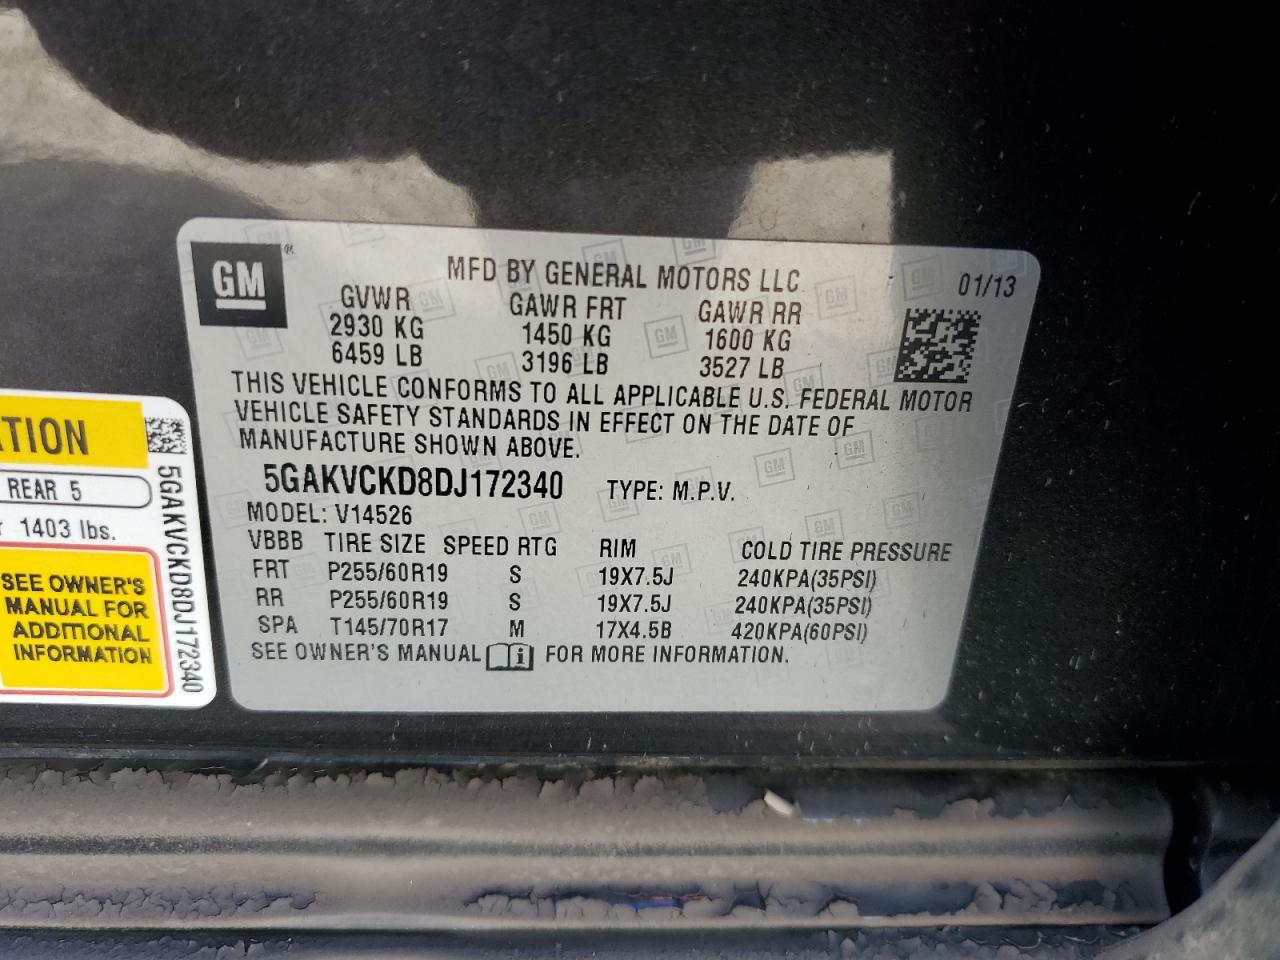 GM
®
MFD BY GENERAL MOTORS LLC
01/13
GVWR GAWR FRT GAWR RR
2930 KG 1450 KG 1600 KG
6459 LB 3196 LB 3527 LB
THIS VEHICLE CONFORMS TO ALL APPLICABLE U.S. FEDERAL MOTOR
VEHICLE SAFETY STANDARDS IN EFFECT ON THE DATE OF
MANUFACTURE SHOWN ABOVE.
5GAKVCKD8DJ172340 TYPE: M.P.V.
MODEL: V14526
VBBB TIRE SIZE SPEED RTG RIM COLD TIRE PRESSURE
FRT P255/60R19 S 19X7.5J 240KPA(35PSI)
RR P255/60R19 S 19X7.5J 240KPA(35PSI)
SPA T145/70R17 M 17X4.5B 420KPA(60PSI)
SEE OWNER'S MANUAL i FOR MORE INFORMATION.
TION
REAR 5
r 1403 lbs.
SEE OWNER'S
MANUAL FOR
ADDITIONAL
INFORMATION
5GAKVCKD8DJ172340